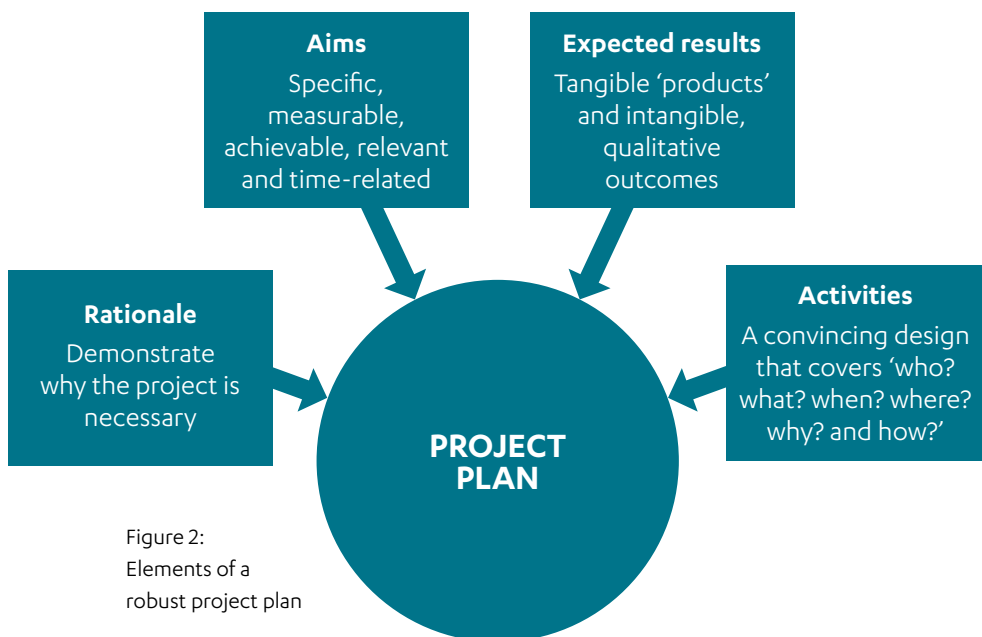 Aims
Specific,
measurable,
achievable, relevant
and time-related
Expected results
Tangible ‘products’
and intangible,
qualitative
outcomes
Rationale
Demonstrate
why the project is
necessary
Activities
A convincing design
that covers ‘who?
what? when? where?
why? and how?’
PROJECT
PLAN
Figure 2:
Elements of a
robust project plan